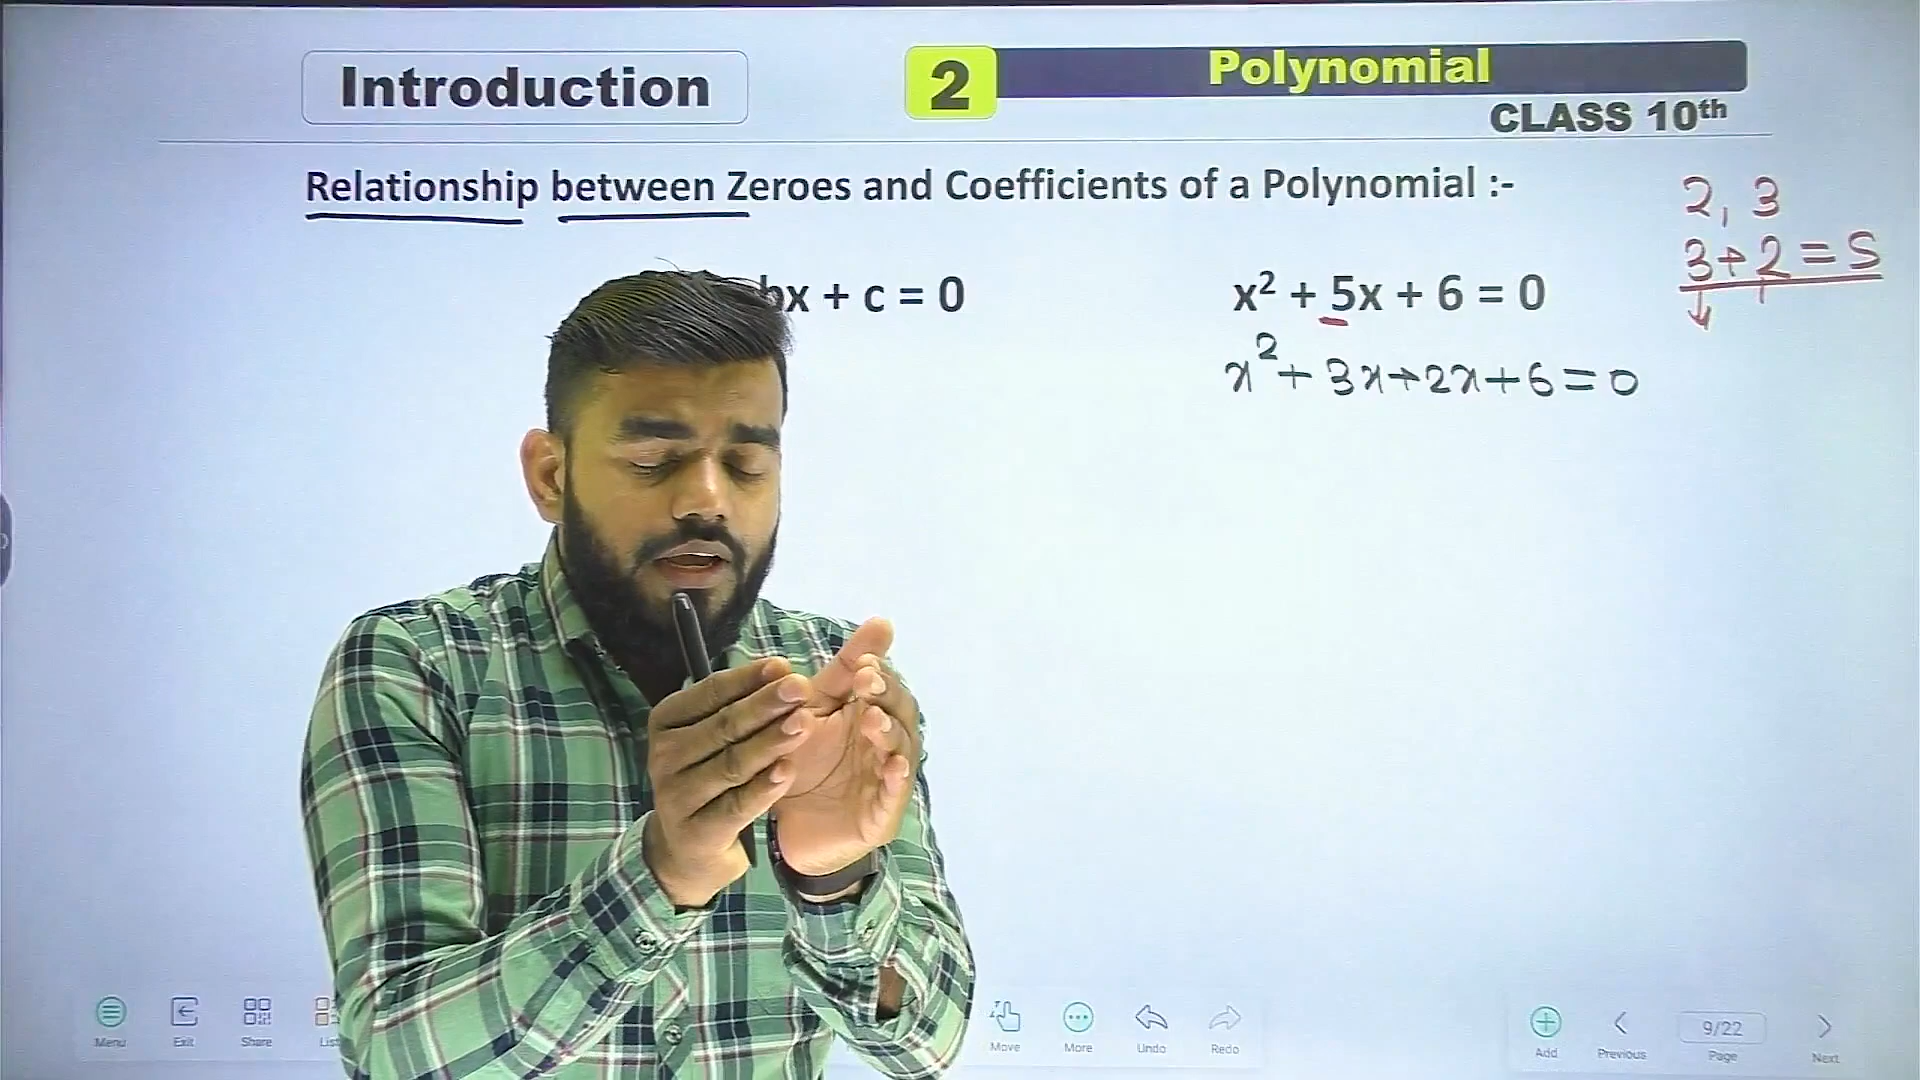 Introduction
2
Polynomial
CLASS 10th
Relationship between Zeroes and Coefficients of a Polynomial :-
2, 3
3+2=5
bx + c = 0
x² + 5x + 6 = 0
x² + 3x+2x+6=0
Menu
Exit
Share
List
Move
More
Undo
Redo
Add
Previous
9/22
Page
Next